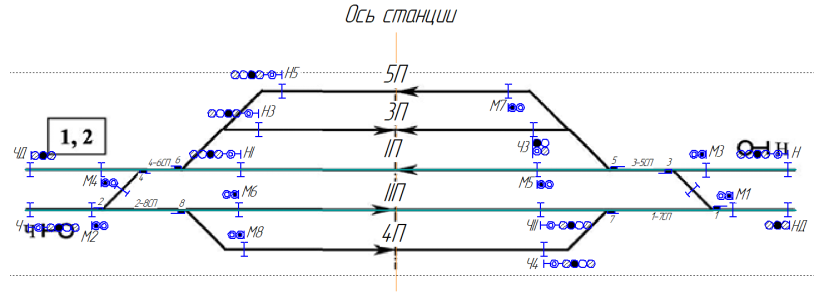 Ось станции
Н5
5П
М7
Н3
3П
1, 2
ЧД
4-6СП
6
Н1
IП
Ч3
5
3-5СП
3
М3
Н
Н
М4
4
М6
М5
М1
2
2-8СП
8
IIП
7
1-7СП
1
Ч
Ч
М2
М8
4П
ЧII
НД
Ч4